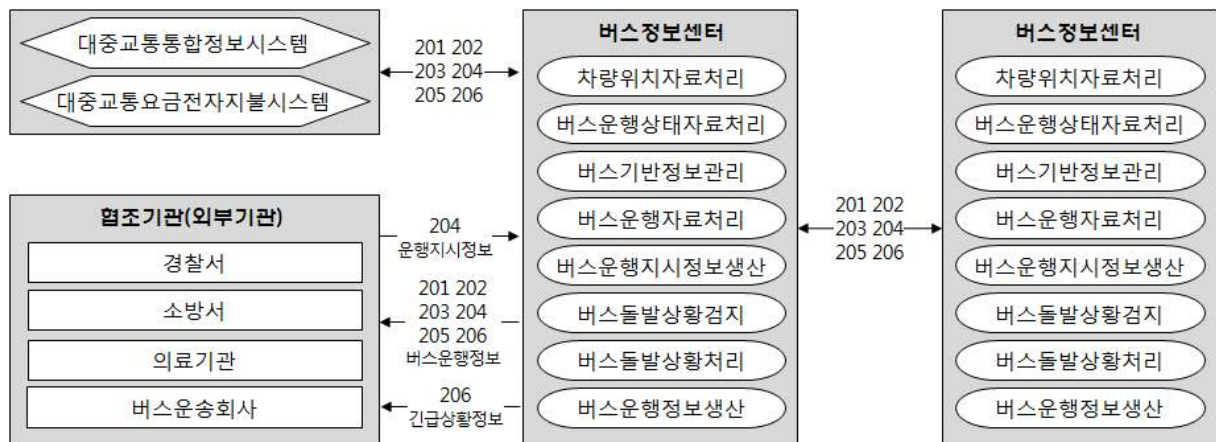 대중교통통합정보시스템
대중교통요금전자지불시스템
201 202
203 204
205 206
협조기관(외부기관)
경찰서
소방서
의료기관
버스운송회사
204
운행지시정보
201 202
203 204
205 206
버스운행정보
206
긴급상황정보
버스정보센터
차량위치자료처리
버스운행상태자료처리
버스기반정보관리
버스운행자료처리
버스운행지시정보생산
버스돌발상황검지
버스돌발상황처리
버스운행정보생산
201 202
203 204
205 206
버스정보센터
차량위치자료처리
버스운행상태자료처리
버스기반정보관리
버스운행자료처리
버스운행지시정보생산
버스돌발상황검지
버스돌발상황처리
버스운행정보생산